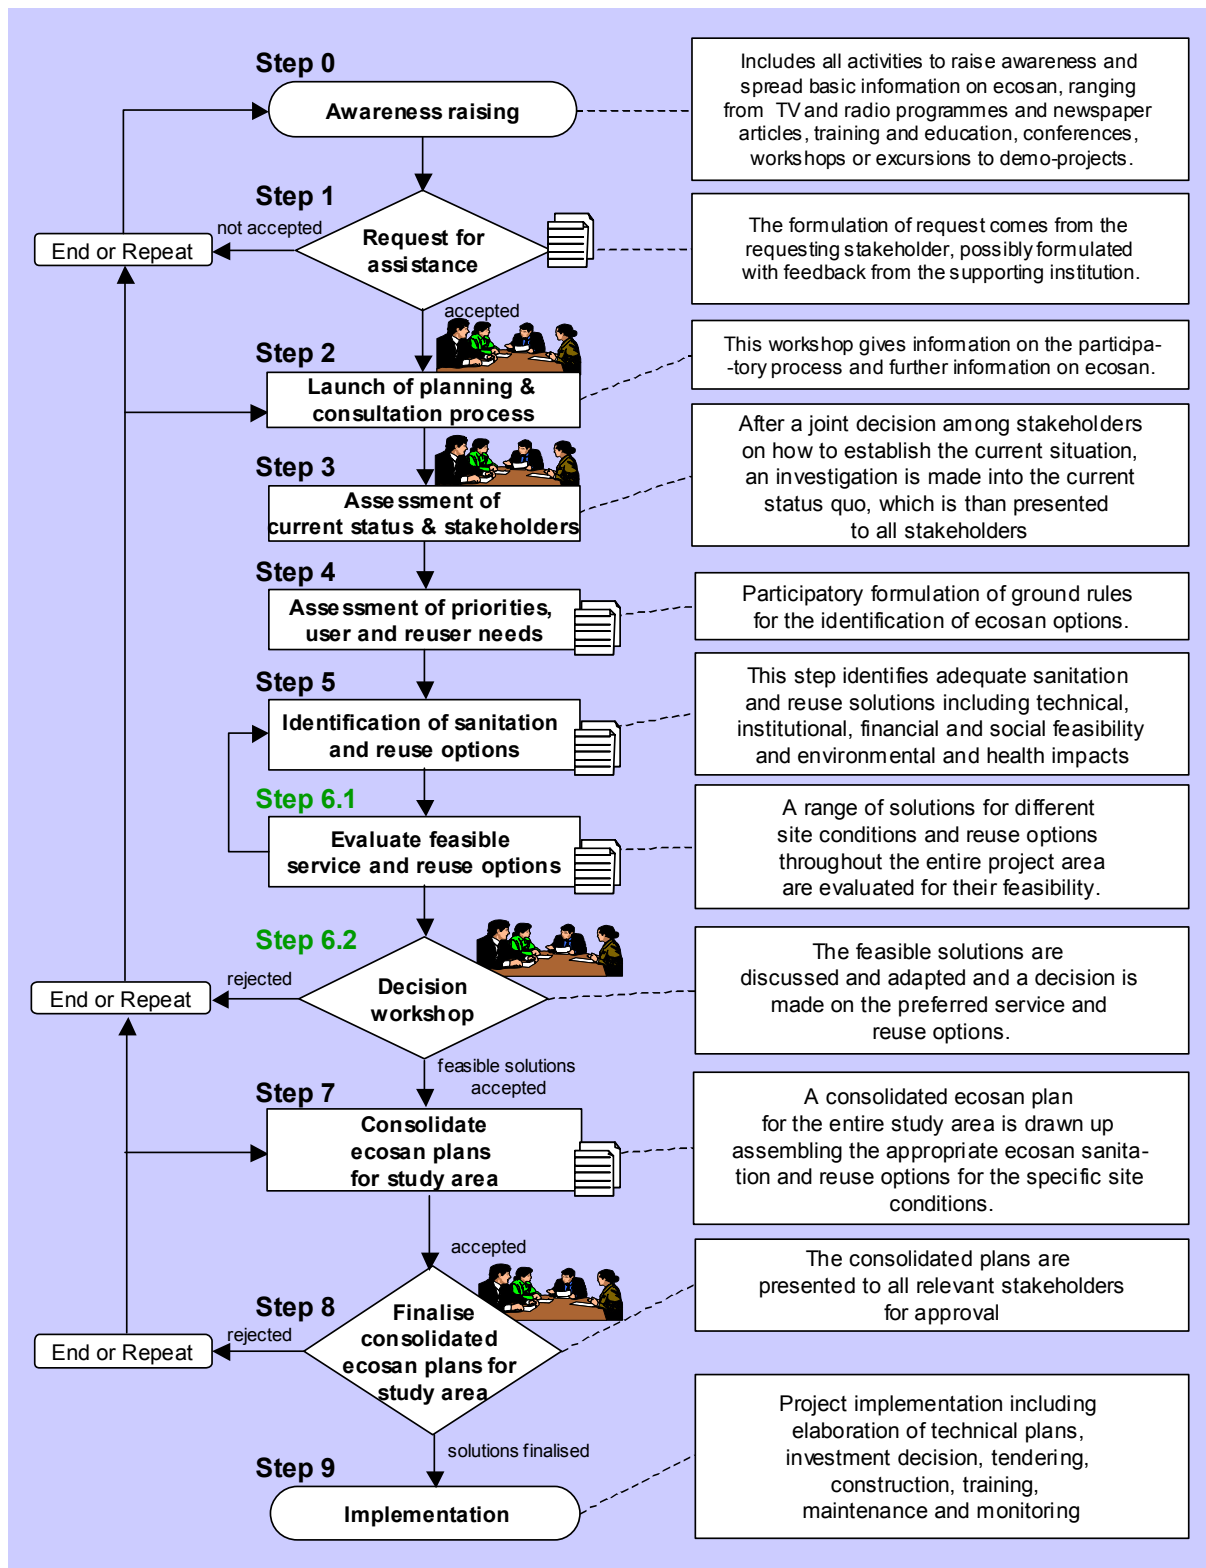 Step 0
Awareness raising
Includes all activities to raise awareness and
spread basic information on ecosan, ranging
from TV and radio programmes and newspaper
articles, training and education, conferences,
workshops or excursions to demo-projects.
Step 1
not accepted
End or Repeat
Request for
assistance
The formulation of request comes from the
requesting stakeholder, possibly formulated
with feedback from the supporting institution.
accepted
Step 2
Launch of planning &
consultation process
This workshop gives information on the participa-
-tory process and further information on ecosan.
Step 3
Assessment of
current status & stakeholders
After a joint decision among stakeholders
on how to establish the current situation,
an investigation is made into the current
status quo, which is than presented
to all stakeholders
Step 4
Assessment of priorities,
user and reuser needs
Participatory formulation of ground rules
for the identification of ecosan options.
Step 5
Identification of sanitation
and reuse options
This step identifies adequate sanitation
and reuse solutions including technical,
institutional, financial and social feasibility
and environmental and health impacts
Step 6.1
Evaluate feasible
service and reuse options
A range of solutions for different
site conditions and reuse options
throughout the entire project area
are evaluated for their feasibility.
Step 6.2
rejected
End or Repeat
Decision
workshop
The feasible solutions are
discussed and adapted and a decision is
made on the preferred service and
reuse options.
feasible solutions
accepted
Step 7
Consolidate
ecosan plans
for study area
A consolidated ecosan plan
for the entire study area is drawn up
assembling the appropriate ecosan sanita-
tion and reuse options for the specific site
conditions.
accepted
Step 8
rejected
End or Repeat
Finalise
consolidated
ecosan plans for
study area
The consolidated plans are
presented to all relevant stakeholders
for approval
solutions finalised
Step 9
Implementation
Project implementation including
elaboration of technical plans,
investment decision, tendering,
construction, training,
maintenance and monitoring